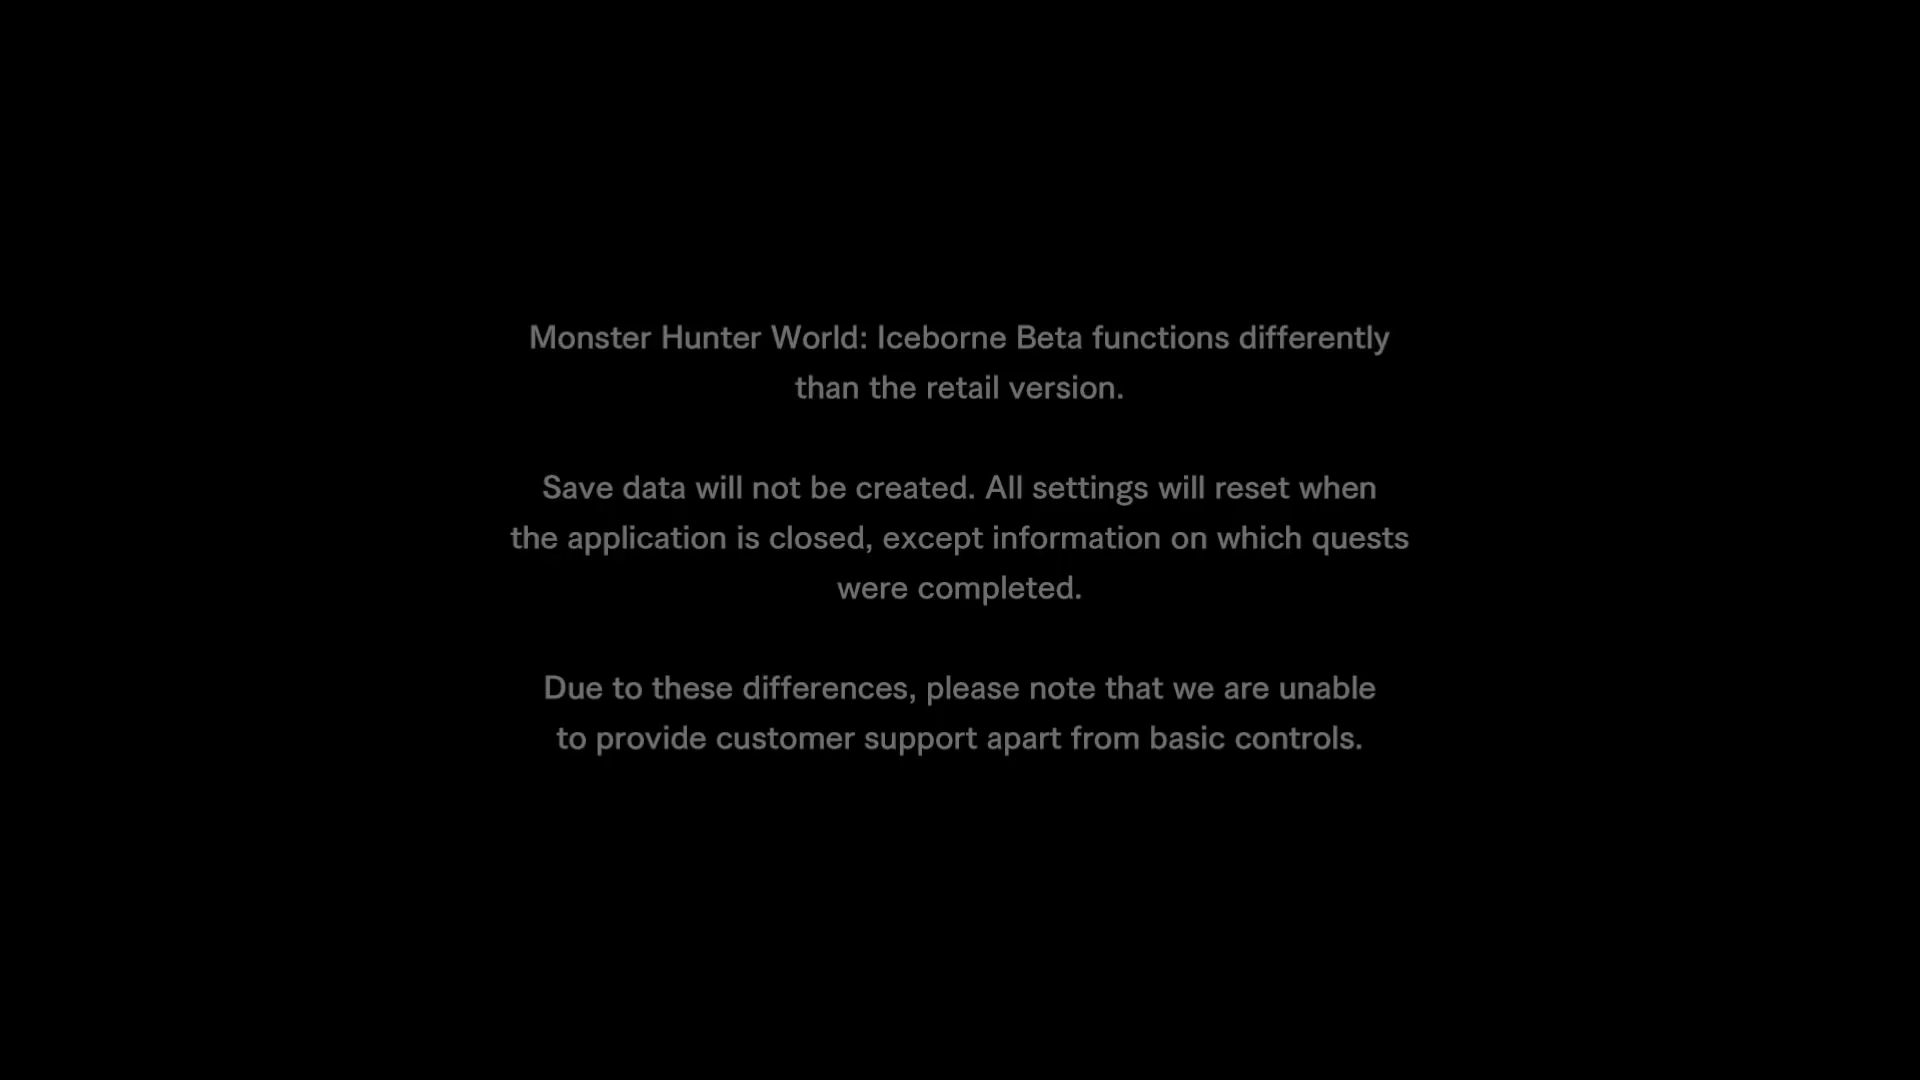 Monster Hunter World: Iceborne Beta functions differently
than the retail version.
Save data will not be created. All settings will reset when
the application is closed, except information on which quests
were completed.
Due to these differences, please note that we are unable
to provide customer support apart from basic controls.